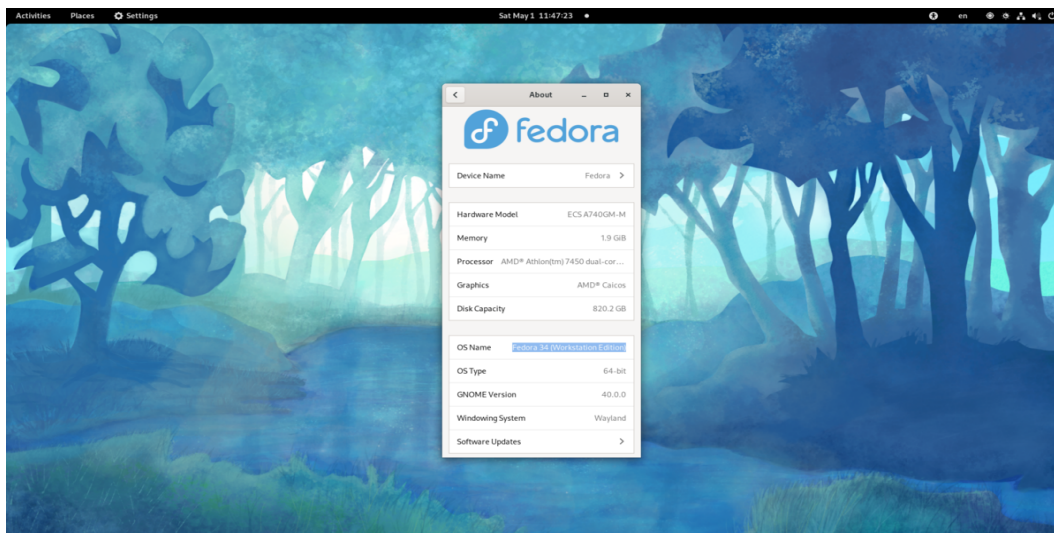 Activities Places Settings Sat May 1 11:47:23 en
About
fedora
Device Name Fedora
Hardware Model ECS A740GM-M
Memory 1.9 GiB
Processor AMD® Athlon(tm) 7450 dual-cor...
Graphics AMD® Caicos
Disk Capacity 820.2 GB
OS Name Fedora 34 (Workstation Edition)
OS Type 64-bit
GNOME Version 40.0.0
Windowing System Wayland
Software Updates